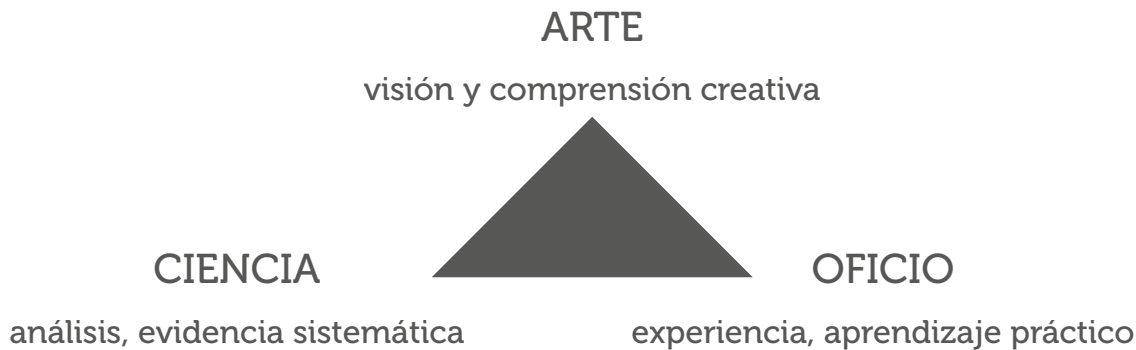 ARTE
visión y comprensión creativa
CIENCIA
OFICIO
análisis, evidencia sistemática
experiencia, aprendizaje práctico